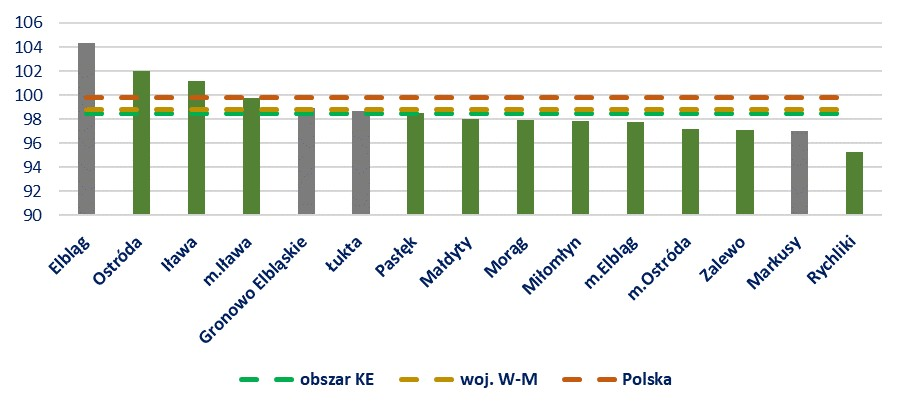 106
104
102
100
98
96
94
92
90
Elbląg
Ostróda
Iława
m.Iława
Gronowo Elbląskie
Łukta
Pasłęk
Małdyty
Morąg
Miłomłyn
m.Elbląg
m.Ostróda
Zalewo
Markusy
Rychliki
obszar KE
woj. W-M
Polska